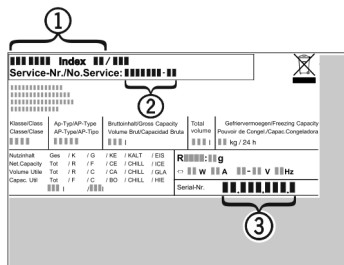 1
Index /
Service-Nr./No.Service: -
2
Klasse/Class Ap-Typ/AP-Type Bruttoinhalt/Gross Capacity Total Gefriervermoegen/Freezing Capacity
Classe/Clase AP-Type/AP-Tipo Volume Brut/Capacidad Bruta volume Pouvoir de Congel./Capac.Congeladora
l l kg / 24 h
Nutzinhalt Ges / K / G / KE / KALT / EIS
Net.Capacity Tot / R / F / CE / CHILL / ICE
Volume Utile Tot / F / C / CA / CHILL / GLA
Capac. Util Tot / F / C / BO / CHILL / HIE
l / l
R : g
W A - V Hz
Serial-Nr. . . .
3